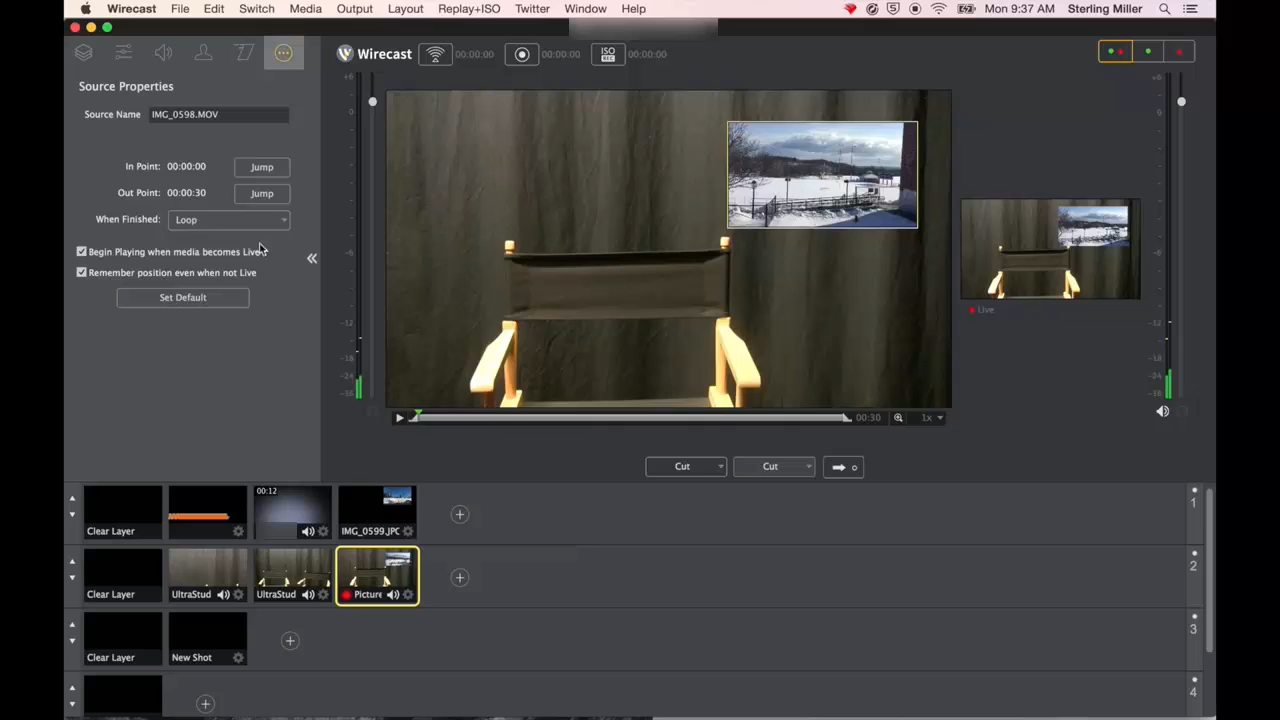 Wirecast File Edit Switch Media Output Layout Replay+ISO Twitter Window Help Mon 9:37 AM Sterling Miller
Wirecast 00:00:00 00:00:00 ISO REC 00:00:00
Source Properties
Source Name IMG_0598.MOV
In Point: 00:00:00 Jump
Out Point: 00:00:30 Jump
When Finished: Loop
Begin Playing when media becomes Live
Remember position even when not Live
Set Default
Live
00:30 1x
Cut Cut
00:12
Clear Layer IMG_0599.JPG 1
Clear Layer UltraStud UltraStud Picture 2
Clear Layer New Shot 3
4